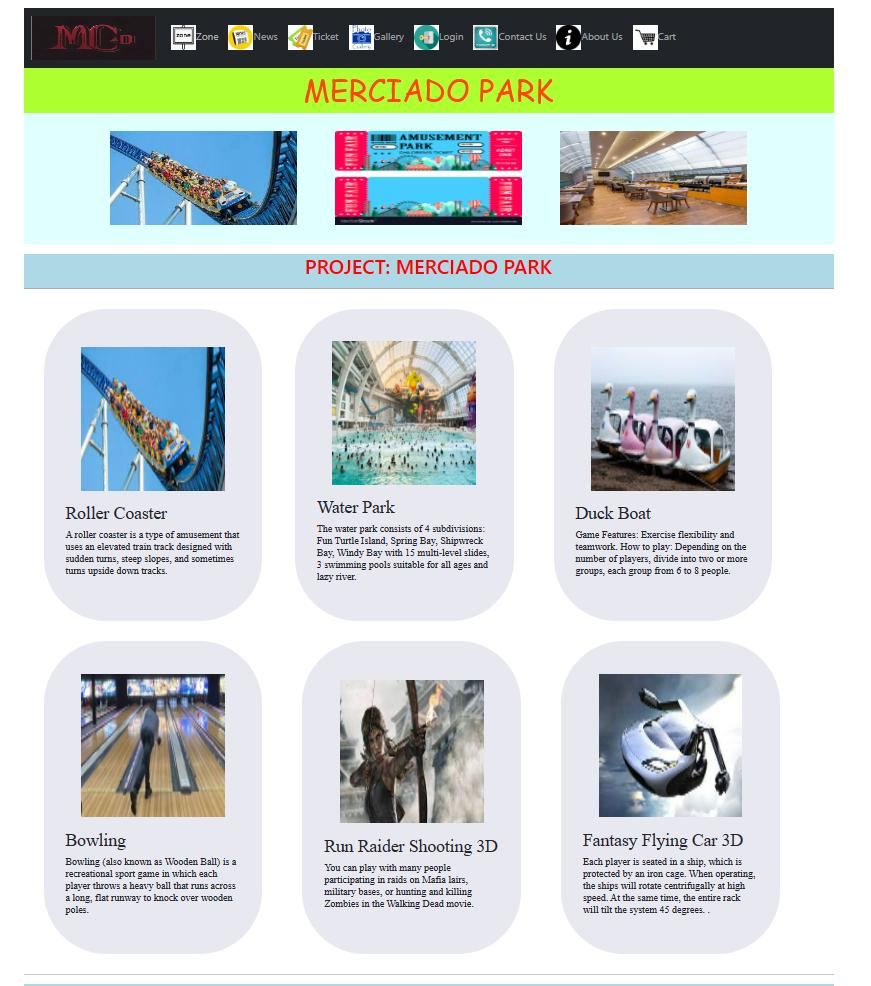 MCD
Zone News Ticket Gallery Login Contact Us About Us Cart
MERCIADO PARK
AMUSEMENT
PARK
PROJECT: MERCIADO PARK
Roller Coaster
A roller coaster is a type of amusement that
uses an elevated train track designed with
sudden turns, steep slopes, and sometimes
turns upside down tracks.
Water Park
The water park consists of 4 subdivisions:
Fun Turtle Island, Spring Bay, Shipwreck
Bay, Windy Bay with 15 multi-level slides,
3 swimming pools suitable for all ages and
lazy river.
Duck Boat
Game Features: Exercise flexibility and
teamwork. How to play: Depending on the
number of players, divide into two or more
groups, each group from 6 to 8 people.
Bowling
Bowling (also known as Wooden Ball) is a
recreational sport game in which each
player throws a heavy ball that runs across
a long, flat runway to knock over wooden
poles.
Run Raider Shooting 3D
You can play with many people
participating in raids on Mafia lairs,
military bases, or hunting and killing
Zombies in the Walking Dead movie.
Fantasy Flying Car 3D
Each player is seated in a ship, which is
protected by an iron cage. When operating,
the ships will rotate centrifugally at high
speed. At the same time, the entire rack
will tilt the system 45 degrees. .